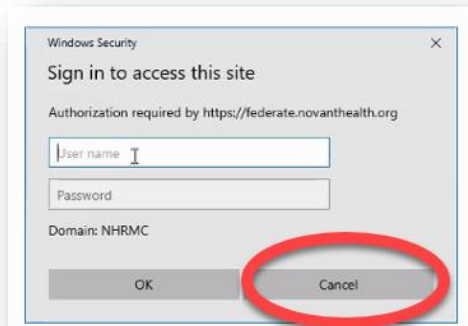 Windows Security
Sign in to access this site
Authorization required by https://federate.novanthealth.org
User name
Password
Domain: NHRMC
OK Cancel